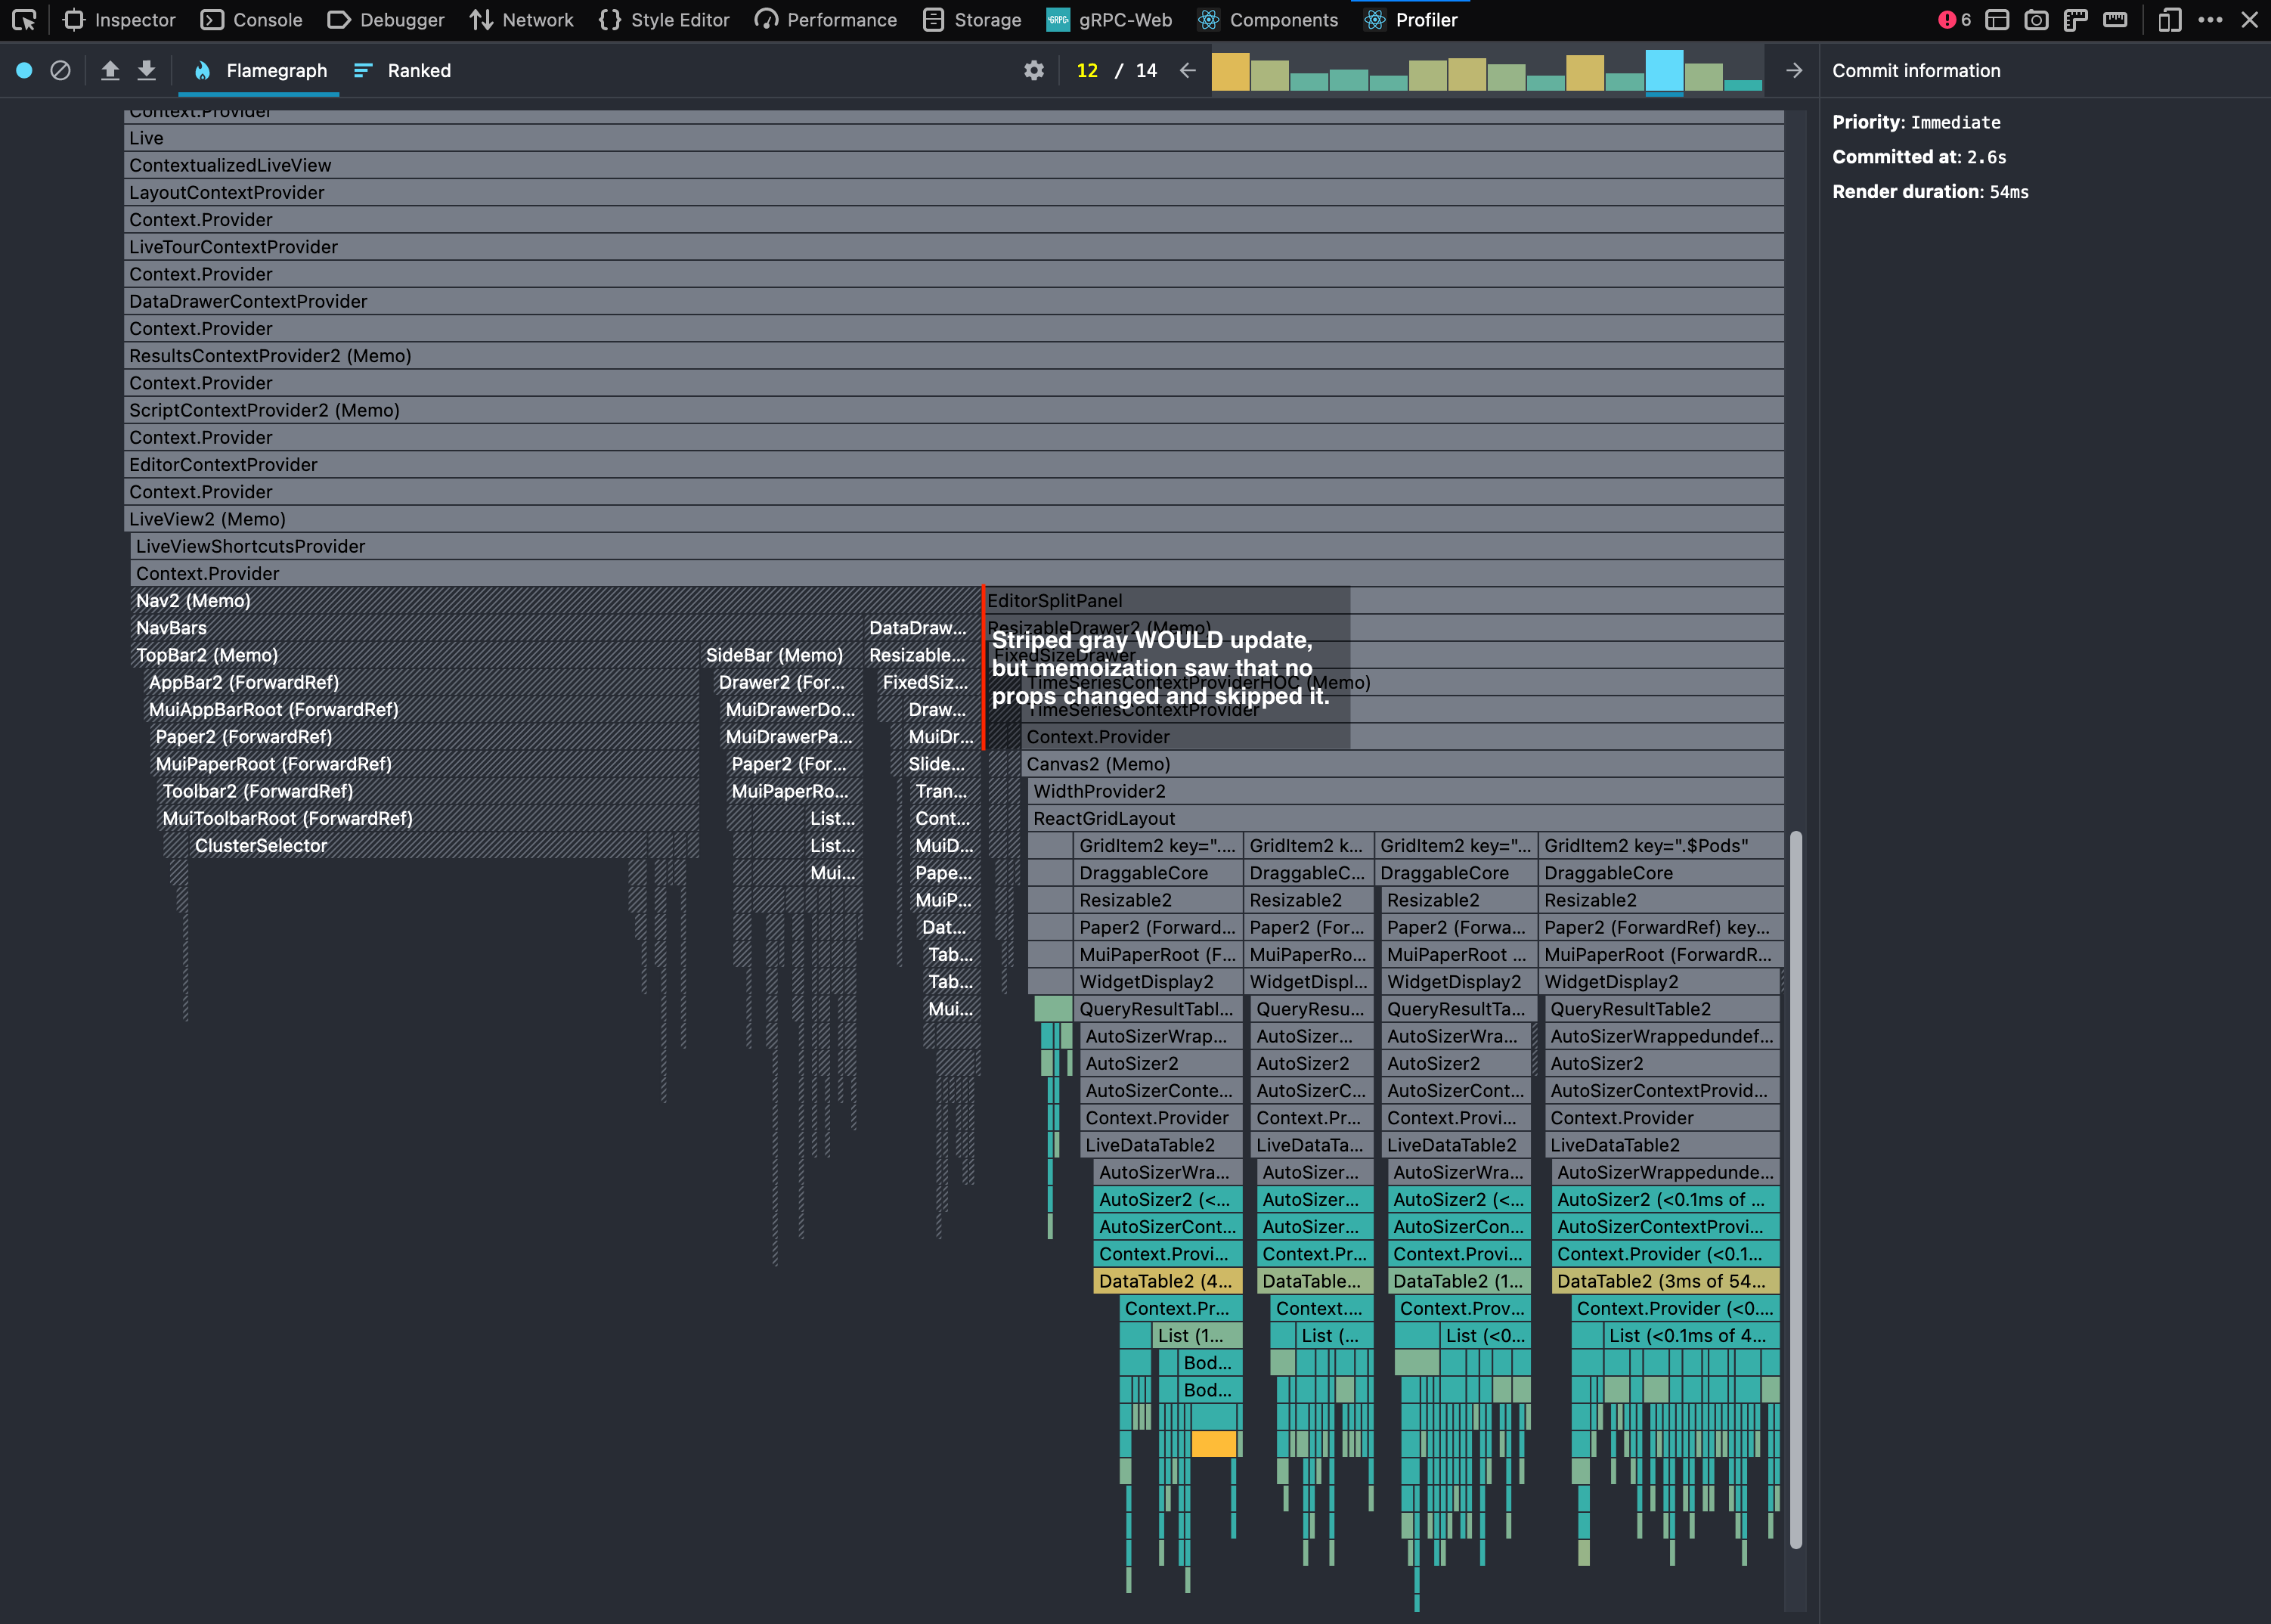 Inspector Console Debugger Network Style Editor Performance Storage gRPC-Web Components Profiler 6
Flamegraph Ranked 12 / 14 Commit information
Context.Provider
Priority: Immediate
Live
Committed at: 2.6s
ContextualizedLiveView
Render duration: 54ms
LayoutContextProvider
Context.Provider
LiveTourContextProvider
Context.Provider
DataDrawerContextProvider
Context.Provider
ResultsContextProvider2 (Memo)
Context.Provider
ScriptContextProvider2 (Memo)
Context.Provider
EditorContextProvider
Context.Provider
LiveView2 (Memo)
LiveViewShortcutsProvider
Context.Provider
Nav2 (Memo) EditorSplitPanel
NavBars DataDraw... ResizableDrawer2 (Memo)
Striped gray WOULD update,
but memoization saw that no
props changed and skipped it.
TopBar2 (Memo) SideBar (Memo) Resizable... FixedSizeDrawer
AppBar2 (ForwardRef) Drawer2 (For... FixedSiz... TimeSeriesContextProviderHOC (Memo)
MuiAppBarRoot (ForwardRef) MuiDrawerDo... Draw... TimeSeriesContextProvider
Paper2 (ForwardRef) MuiDrawerPa... MuiDr... Context.Provider
MuiPaperRoot (ForwardRef) Paper2 (For... Slide... Canvas2 (Memo)
Toolbar2 (ForwardRef) MuiPaperRo... Tran... WidthProvider2
MuiToolbarRoot (ForwardRef) List... Cont... ReactGridLayout
ClusterSelector List... MuiD... GridItem2 key=".... GridItem2 k... GridItem2 key="... GridItem2 key=".$Pods"
Mui... Pape... DraggableCore DraggableC... DraggableCore DraggableCore
MuiP... Resizable2 Resizable2 Resizable2 Resizable2
Dat... Paper2 (Forward... Paper2 (For... Paper2 (Forwa... Paper2 (ForwardRef) key...
Tab... MuiPaperRoot (F... MuiPaperRo... MuiPaperRoot ... MuiPaperRoot (ForwardR...
Tab... WidgetDisplay2 WidgetDispl... WidgetDisplay2 WidgetDisplay2
Mui... QueryResultTabl... QueryResu... QueryResultTa... QueryResultTable2
AutoSizerWrap... AutoSizer... AutoSizerWra... AutoSizerWrappedundef...
AutoSizer2 AutoSizer2 AutoSizer2 AutoSizer2
AutoSizerConte... AutoSizerC... AutoSizerCont... AutoSizerContextProvid...
Context.Provider Context.Pr... Context.Provi... Context.Provider
LiveDataTable2 LiveDataTa... LiveDataTable2 LiveDataTable2
AutoSizerWra... AutoSizer... AutoSizerWra... AutoSizerWrappedunde...
AutoSizer2 (<... AutoSizer... AutoSizer2 (<... AutoSizer2 (<0.1ms of ...
AutoSizerCont... AutoSizer... AutoSizerCon... AutoSizerContextProvi...
Context.Provi... Context.Pr... Context.Provi... Context.Provider (<0.1...
DataTable2 (4... DataTable... DataTable2 (1... DataTable2 (3ms of 54...
Context.Pr... Context.... Context.Prov... Context.Provider (<0....
List (1... List (... List (<0... List (<0.1ms of 4...
Bod...
Bod...